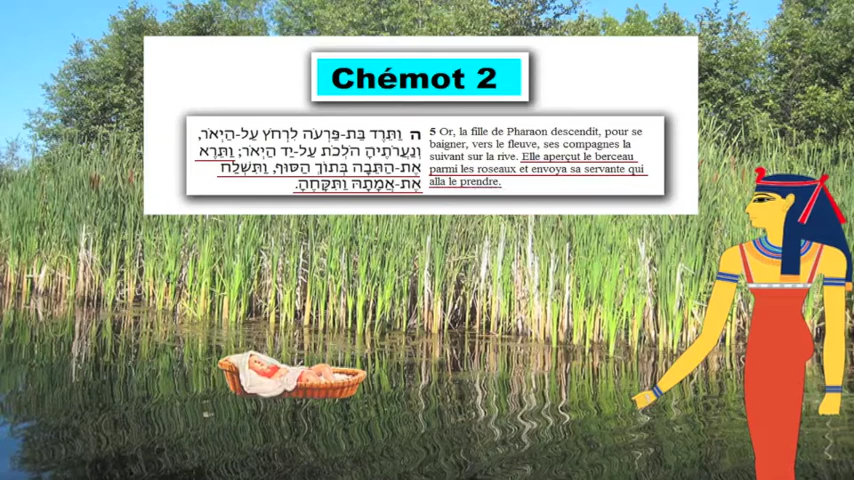 Chémot 2
ה וַתֵּרֶד בַּת-פַּרְעֹה לִרְחֹץ עַל-הַיְאֹר,
וְנַעֲרֹתֶיהָ הֹלְכֹת עַל-יַד הַיְאֹר; וַתֵּרֶא
אֶת-הַתֵּבָה בְּתוֹךְ הַסּוּף, וַתִּשְׁלַח
אֶת-אֲמָתָהּ וַתִּקָּחֶהָ.
5 Or, la fille de Pharaon descendit, pour se
baigner, vers le fleuve, ses compagnes la
suivant sur la rive. Elle aperçut le berceau
parmi les roseaux et envoya sa servante qui
alla le prendre.